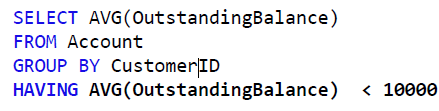 SELECT AVG(OutstandingBalance)
FROM Account
GROUP BY CustomerID
HAVING AVG(OutstandingBalance)  < 10000